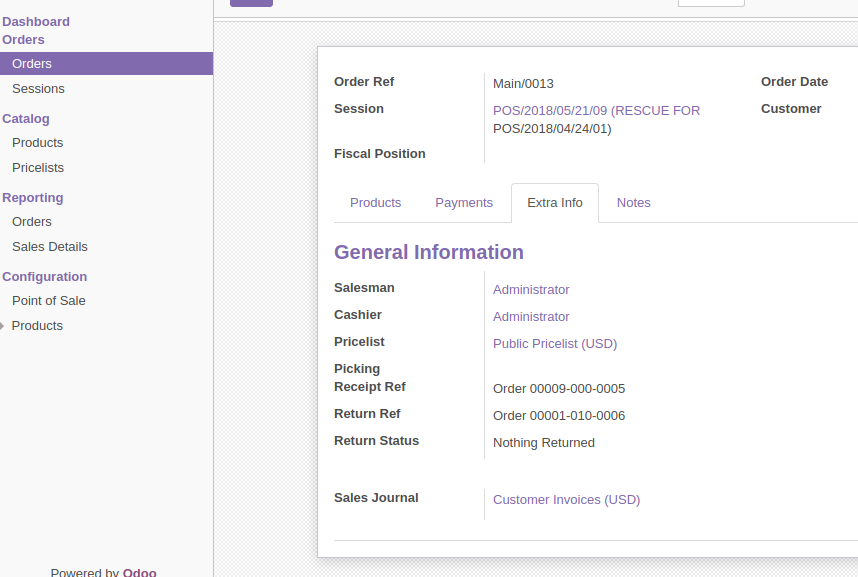 Dashboard
Orders
Orders
Sessions
Catalog
Products
Pricelists
Reporting
Orders
Sales Details
Configuration
Point of Sale
Products
Powered by Odoo
Order Ref Main/0013 Order Date
Session POS/2018/05/21/09 (RESCUE FOR Customer
POS/2018/04/24/01)
Fiscal Position
Products Payments Extra Info Notes
General Information
Salesman Administrator
Cashier Administrator
Pricelist Public Pricelist (USD)
Picking
Receipt Ref Order 00009-000-0005
Return Ref Order 00001-010-0006
Return Status Nothing Returned
Sales Journal Customer Invoices (USD)